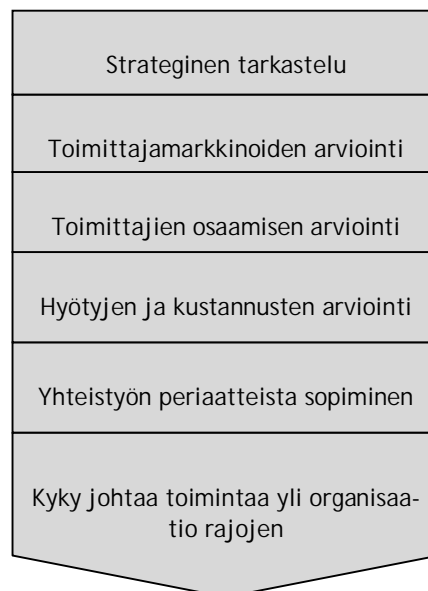 Strateginen tarkastelu
Toimittajamarkkinoiden arviointi
Toimittajien osaamisen arviointi
Hyötyjen ja kustannusten arviointi
Yhteistyön periaatteista sopiminen
Kyky johtaa toimintaa yli organisaa-
tio rajojen